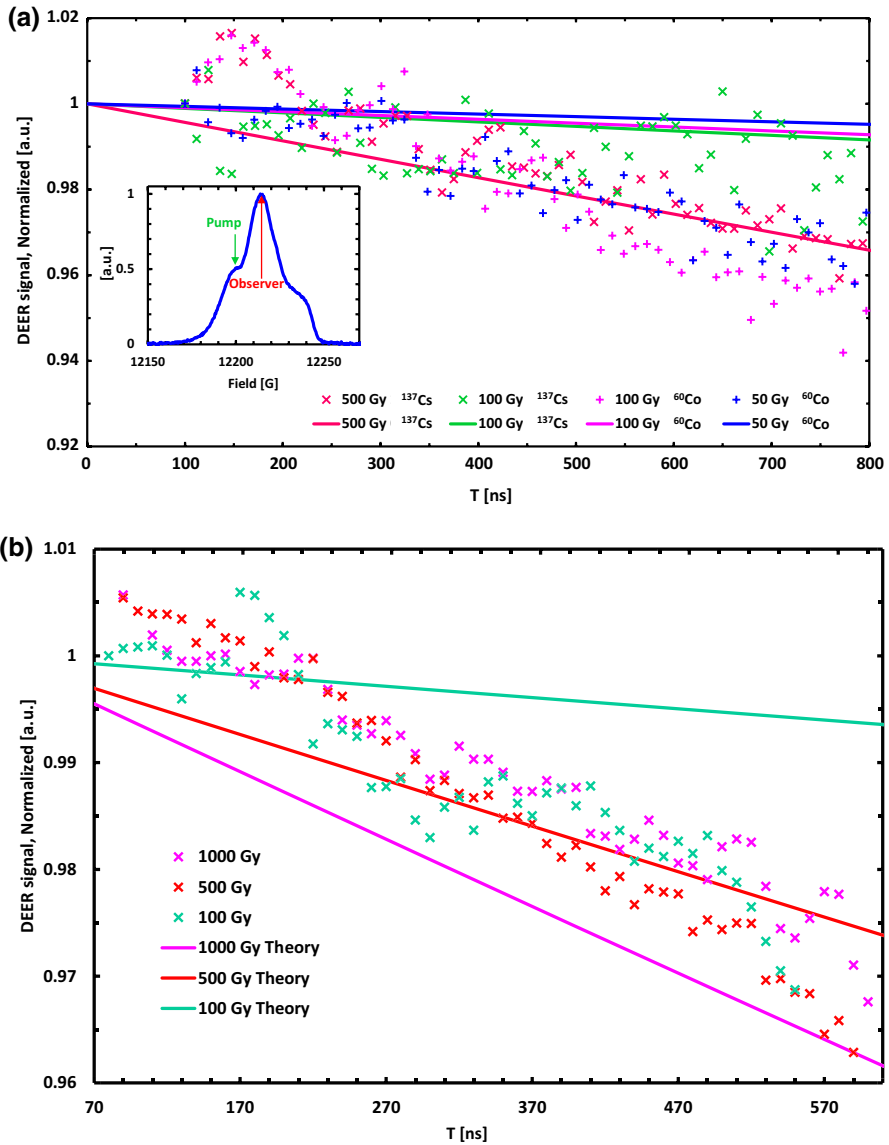 (a)
1.02
1
0.98
0.96
0.94
0.92
DEER signal, Normalized [a.u.]
0 100 200 300 400 500 600 700 800
T [ns]
1
0.5
0
[a.u.]
Pump
Observer
12150 12200 12250
Field [G]
500 Gy ¹³⁷Cs 100 Gy ¹³⁷Cs 100 Gy ⁶⁰Co 50 Gy ⁶⁰Co
500 Gy ¹³⁷Cs 100 Gy ¹³⁷Cs 100 Gy ⁶⁰Co 50 Gy ⁶⁰Co
(b)
1.01
1
0.99
0.98
0.97
0.96
DEER signal, Normalized [a.u.]
1000 Gy
500 Gy
100 Gy
1000 Gy Theory
500 Gy Theory
100 Gy Theory
70 170 270 370 470 570
T [ns]